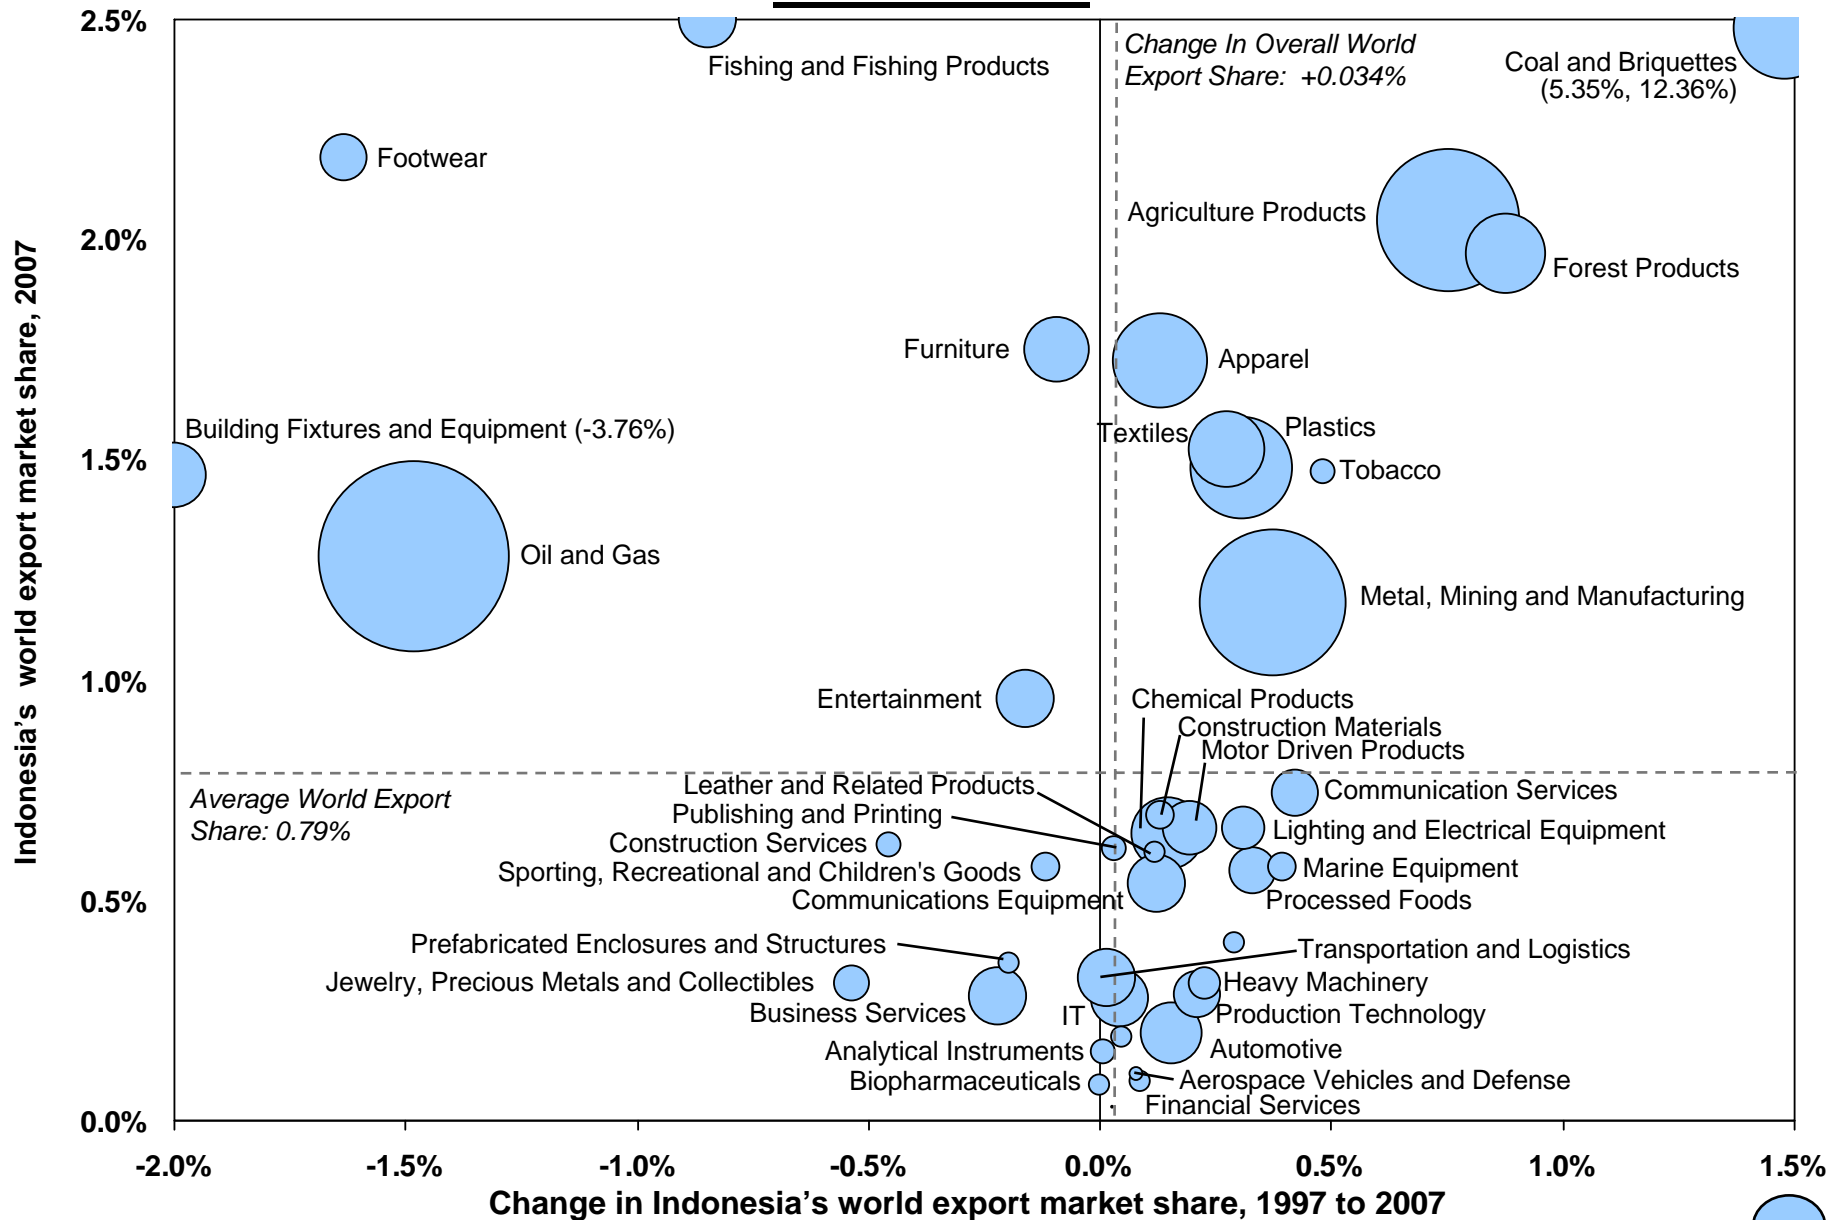 2.5%
Change In Overall World
Export Share:  +0.034%
Coal and Briquettes
(5.35%, 12.36%)
Fishing and Fishing Products
Footwear
Agriculture Products
2.0%
Forest Products
Furniture
Apparel
Building Fixtures and Equipment (-3.76%)
Textiles
Plastics
1.5%
Tobacco
Oil and Gas
Metal, Mining and Manufacturing
1.0%
Entertainment
Chemical Products
Construction Materials
Motor Driven Products
Leather and Related Products
Communication Services
Average World Export
Share: 0.79%
Publishing and Printing
Lighting and Electrical Equipment
Construction Services
Sporting, Recreational and Children's Goods
Marine Equipment
Communications Equipment
Processed Foods
0.5%
Prefabricated Enclosures and Structures
Transportation and Logistics
Jewelry, Precious Metals and Collectibles
Heavy Machinery
Business Services
IT
Production Technology
Analytical Instruments
Automotive
Biopharmaceuticals
Aerospace Vehicles and Defense
Financial Services
0.0%
-2.0%
-1.5%
-1.0%
-0.5%
0.0%
0.5%
1.0%
1.5%
Change in Indonesia’s world export market share, 1997 to 2007
Indonesia’s  world export market share, 2007